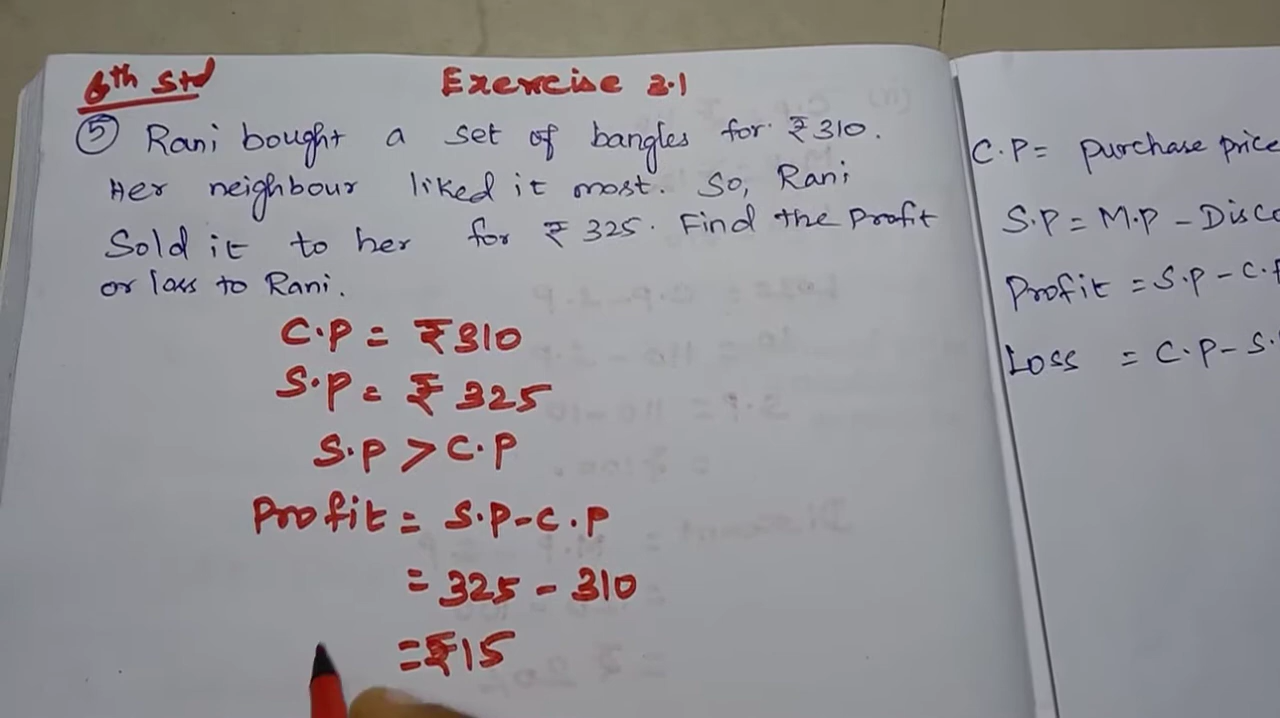 6th Std
Exercise 2.1
⑤ Rani bought a set of bangles for ₹310.
Her neighbour liked it most. So, Rani
Sold it to her for ₹ 325. Find the Profit
or loss to Rani.
C.P = ₹310
S.P = ₹ 325
S.P > C.P
Profit = S.P - C.P
= 325 - 310
= ₹15
C.P = purchase price
S.P = M.P - Disc
Profit = S.P - C.P
Loss = C.P - S.